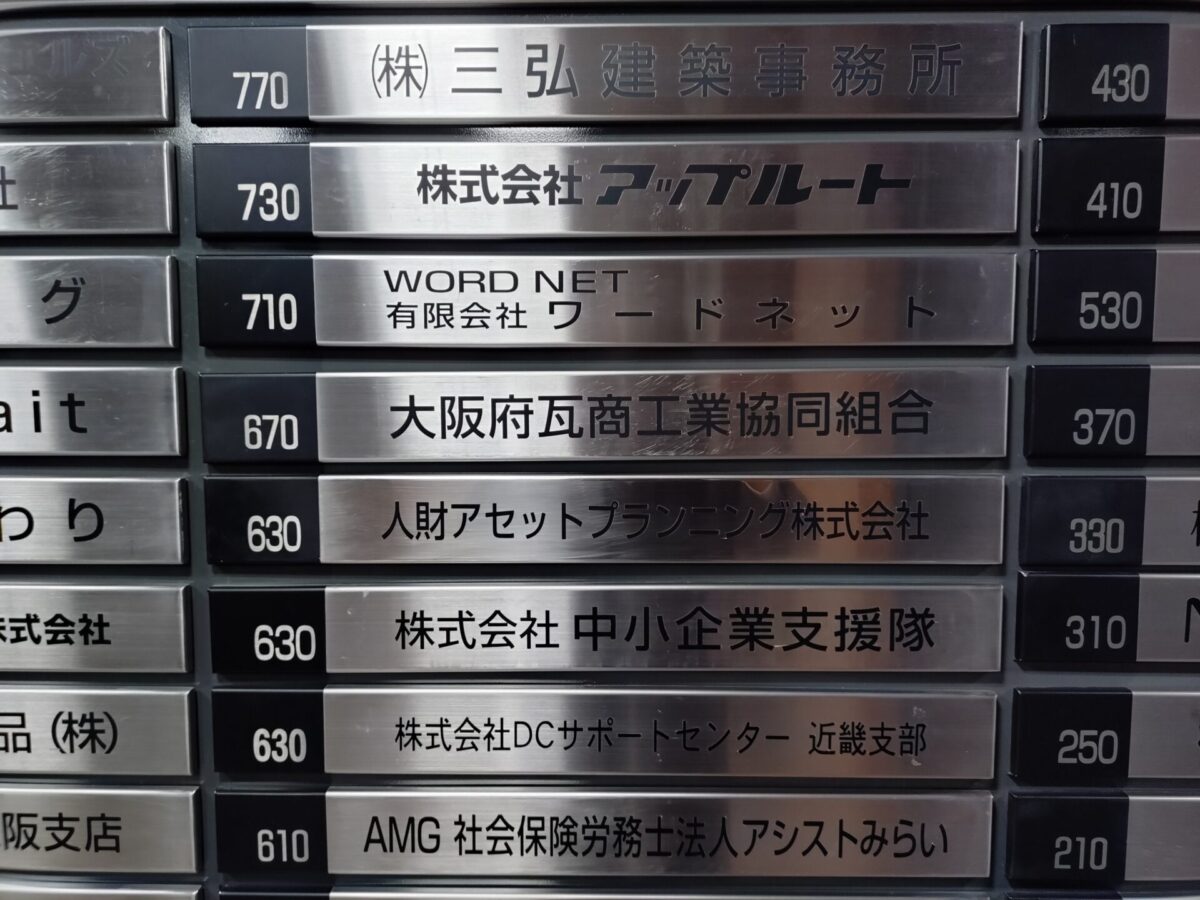 770 ㈱三弘建築事務所
730 株式会社アップルート
710 WORD NET
有限会社 ワードネット
670 大阪府瓦商工業協同組合
630 人財アセットプランニング株式会社
630 株式会社 中小企業支援隊
630 株式会社DCサポートセンター 近畿支部
610 AMG 社会保険労務士法人アシストみらい
社
グ
ait
わり
株式会社
品(株)
阪支店
430
410
530
370
330
310
250
210